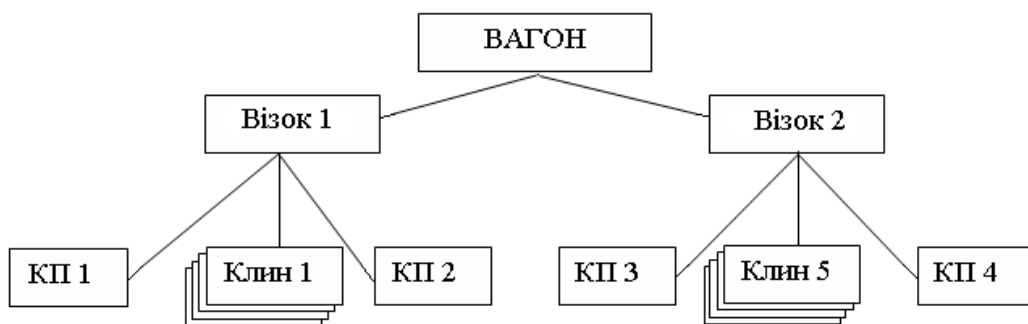 ВАГОН
Візок 1
Візок 2
КП 1
Клин 1
КП 2
КП 3
Клин 5
КП 4